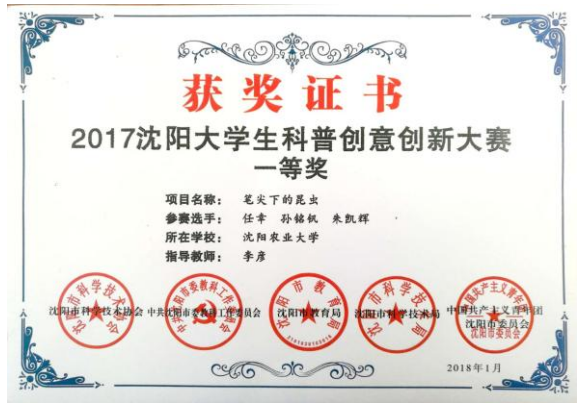 获奖证书
2017沈阳大学生科普创意创新大赛
一等奖
项目名称： 笔尖下的昆虫
参赛选手： 任幸 孙铭钒 朱凯辉
所在学校： 沈阳农业大学
指导教师： 李彦
沈阳市科学技术协会 中共沈阳市委教科工作委员会 沈阳市教育局 沈阳市科学技术局 中国共产主义青年团
沈阳市委员会
2018年1月